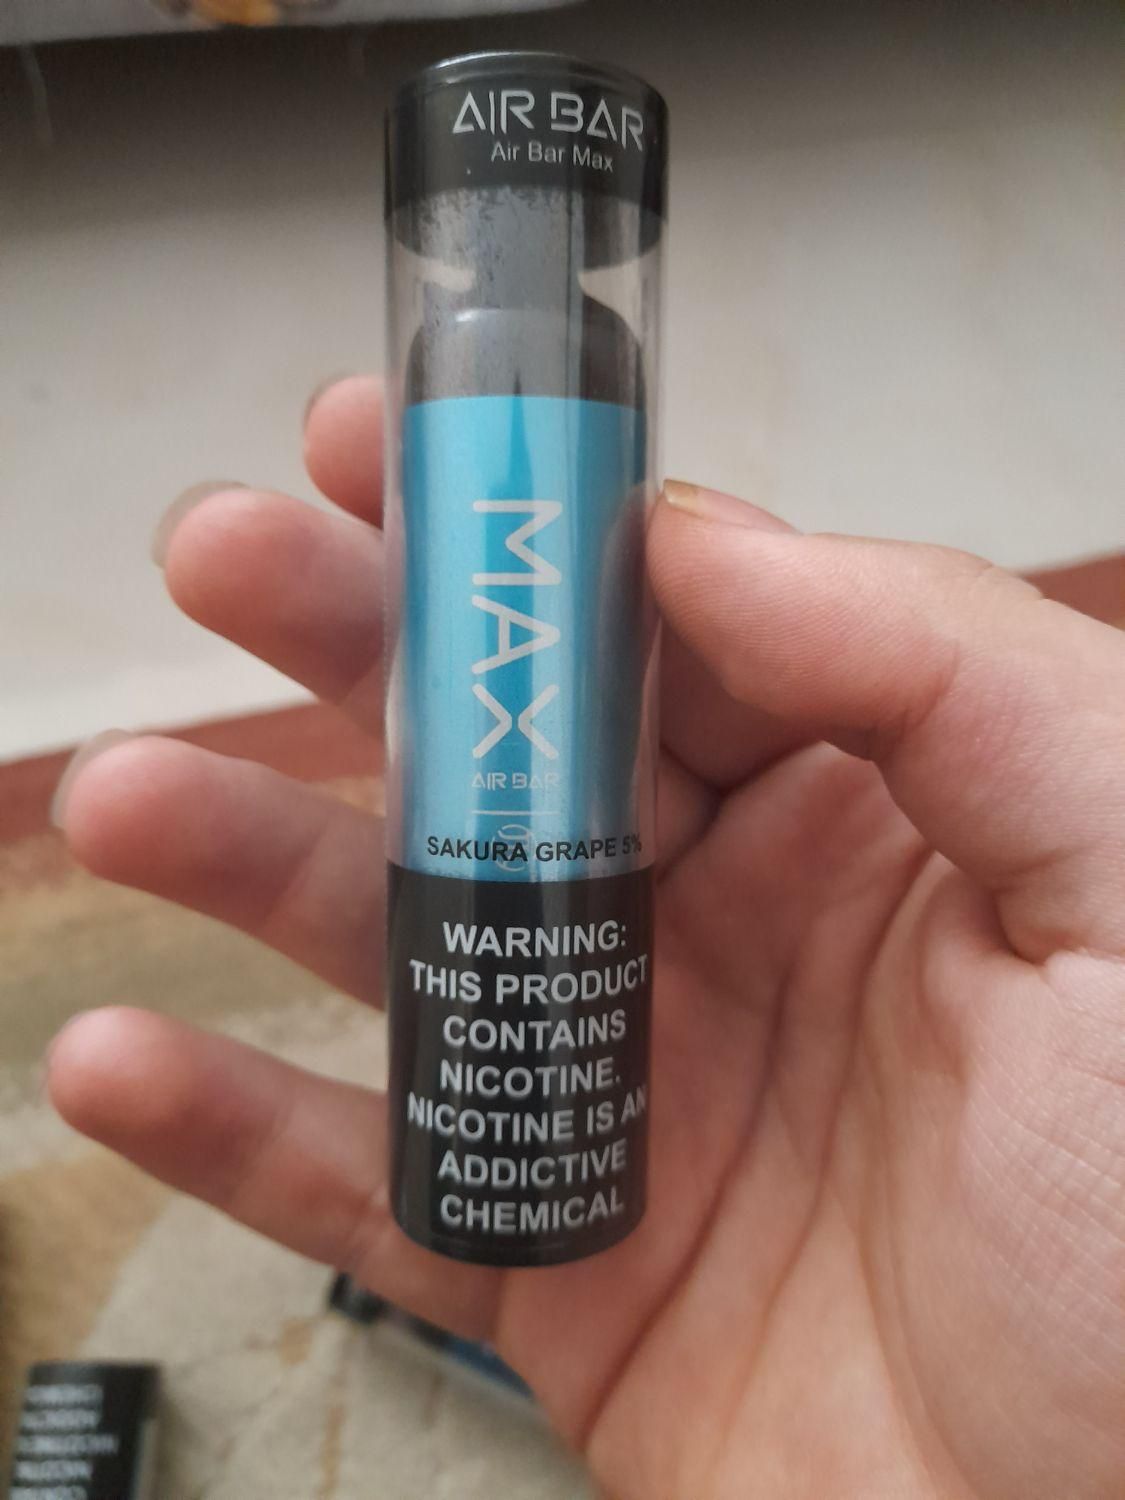 AIR BAR
Air Bar Max
MAX
AIR BAR
SAKURA GRAPE 5%
WARNING:
THIS PRODUCT
CONTAINS
NICOTINE.
NICOTINE IS AN
ADDICTIVE
CHEMICAL